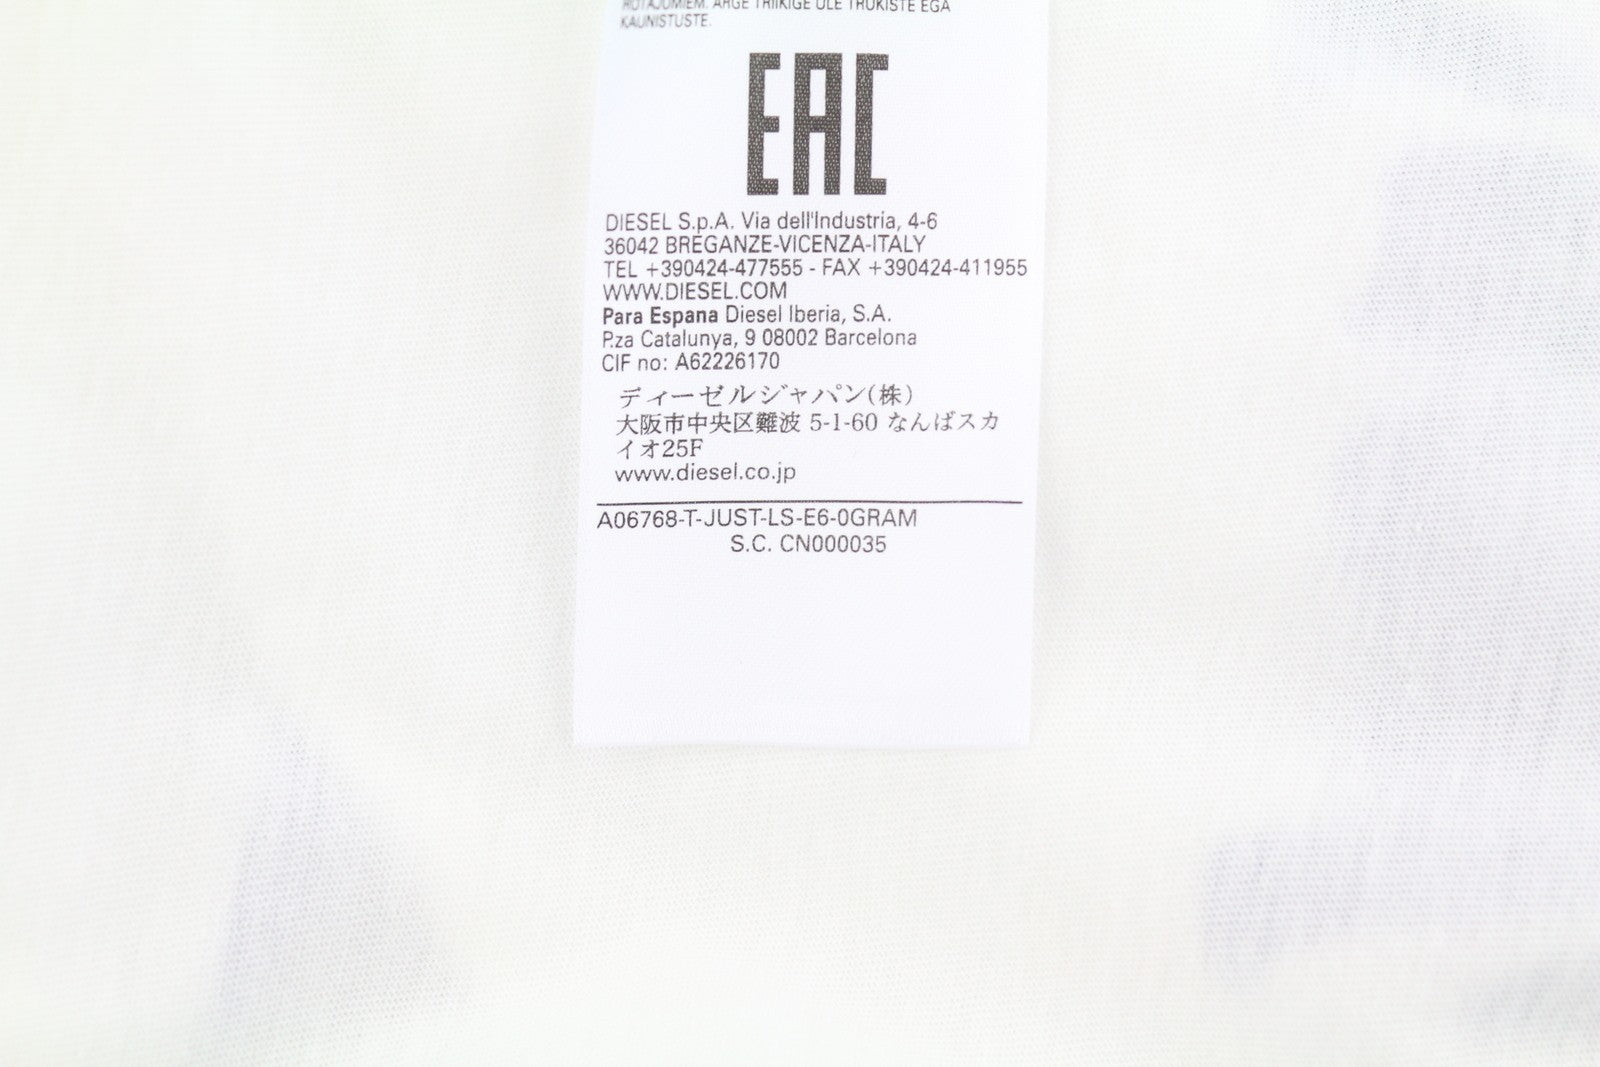 ROTĀJUMIEM. ÄRGE TRIIKIGE ÜLE TRÜKISTE EGA
KAUNISTUSTE.
EAC
DIESEL S.p.A. Via dell'Industria, 4-6
36042 BREGANZE-VICENZA-ITALY
TEL +390424-477555 - FAX +390424-411955
WWW.DIESEL.COM
Para Espana Diesel Iberia, S.A.
P.za Catalunya, 9 08002 Barcelona
CIF no: A62226170
ディーゼルジャパン(株)
大阪市中央区難波 5-1-60 なんばスカ
イオ25F
www.diesel.co.jp
A06768-T-JUST-LS-E6-0GRAM
S.C. CN000035